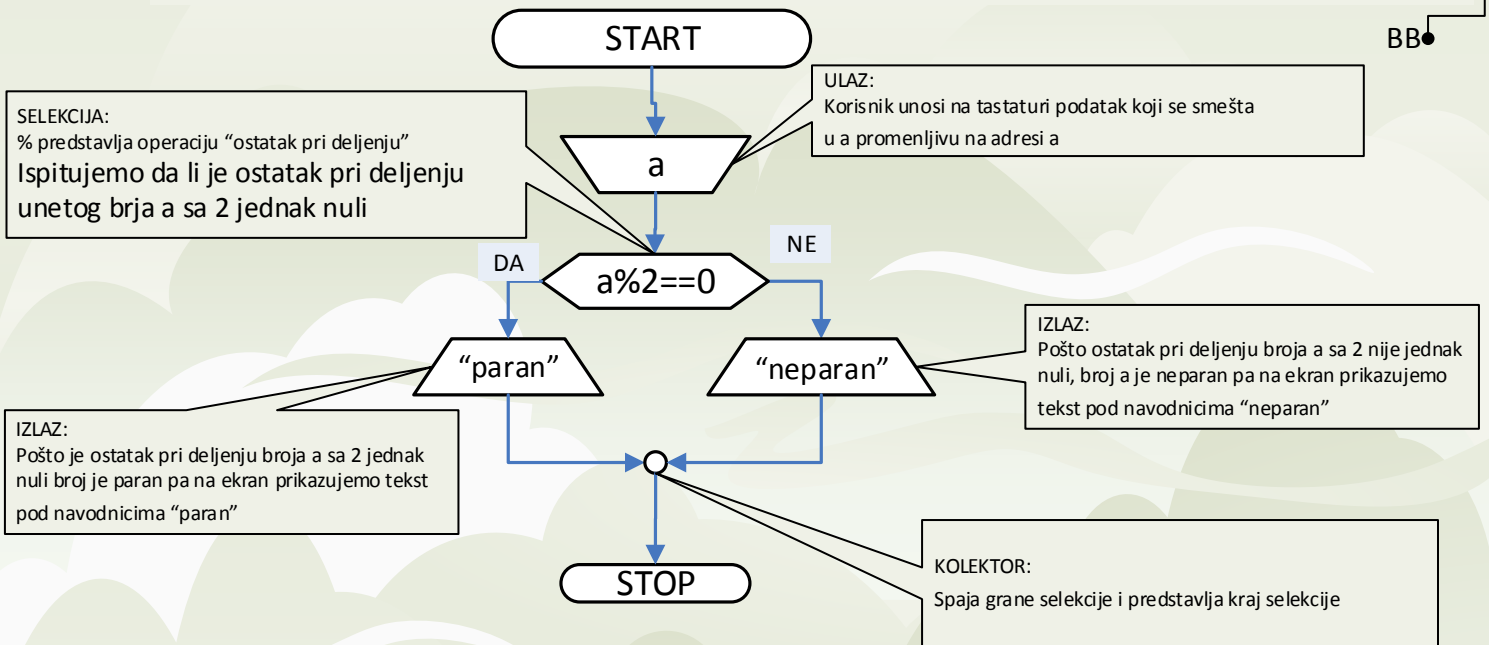 START
BB
ULAZ:
Korisnik unosi na tastaturi podatak koji se smešta
u a promenljivu na adresi a
SELEKCIJA:
% predstavlja operaciju “ostatak pri deljenju”
Ispitujemo da li je ostatak pri deljenju
unetog brja a sa 2 jednak nuli
a
DA
NE
a%2==0
“paran”
“neparan”
IZLAZ:
Pošto ostatak pri deljenju broja a sa 2 nije jednak
nuli, broj a je neparan pa na ekran prikazujemo
tekst pod navodnicima “neparan”
IZLAZ:
Pošto je ostatak pri deljenju broja a sa 2 jednak
nuli broj je paran pa na ekran prikazujemo tekst
pod navodnicima “paran”
KOLEKTOR:
Spaja grane selekcije i predstavlja kraj selekcije
STOP